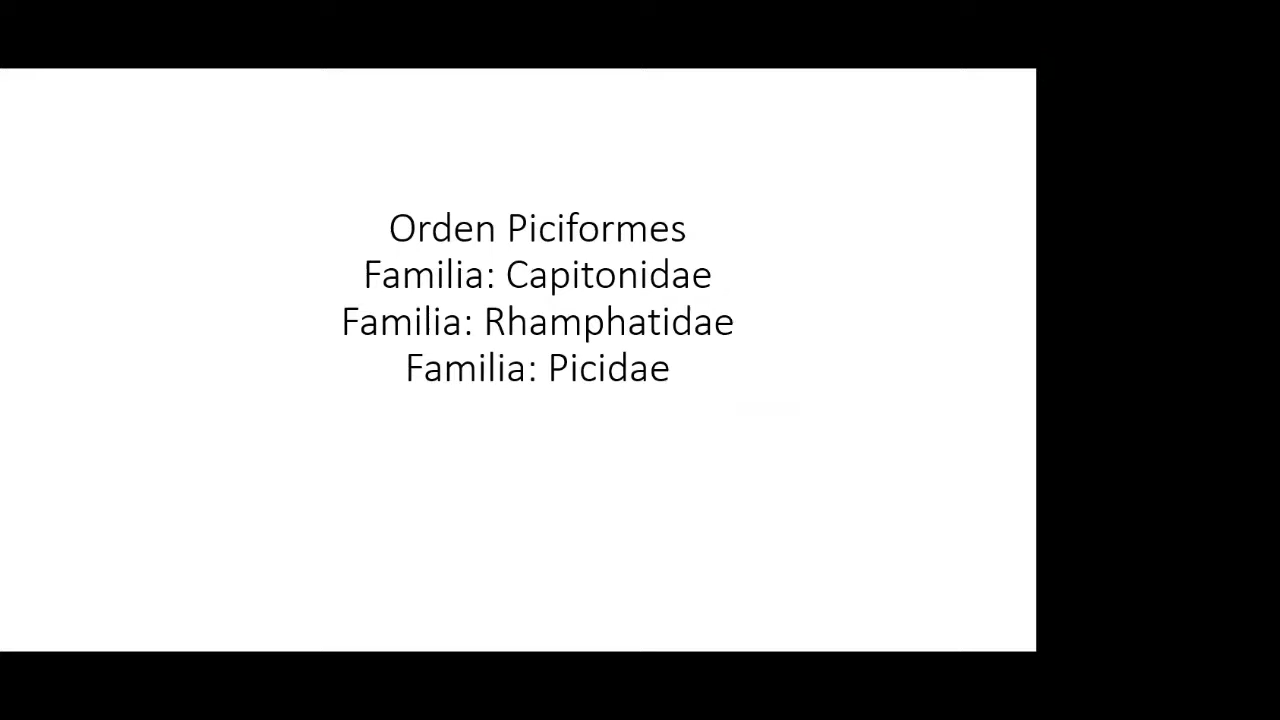 Orden Piciformes
Familia: Capitonidae
Familia: Rhamphatidae
Familia: Picidae